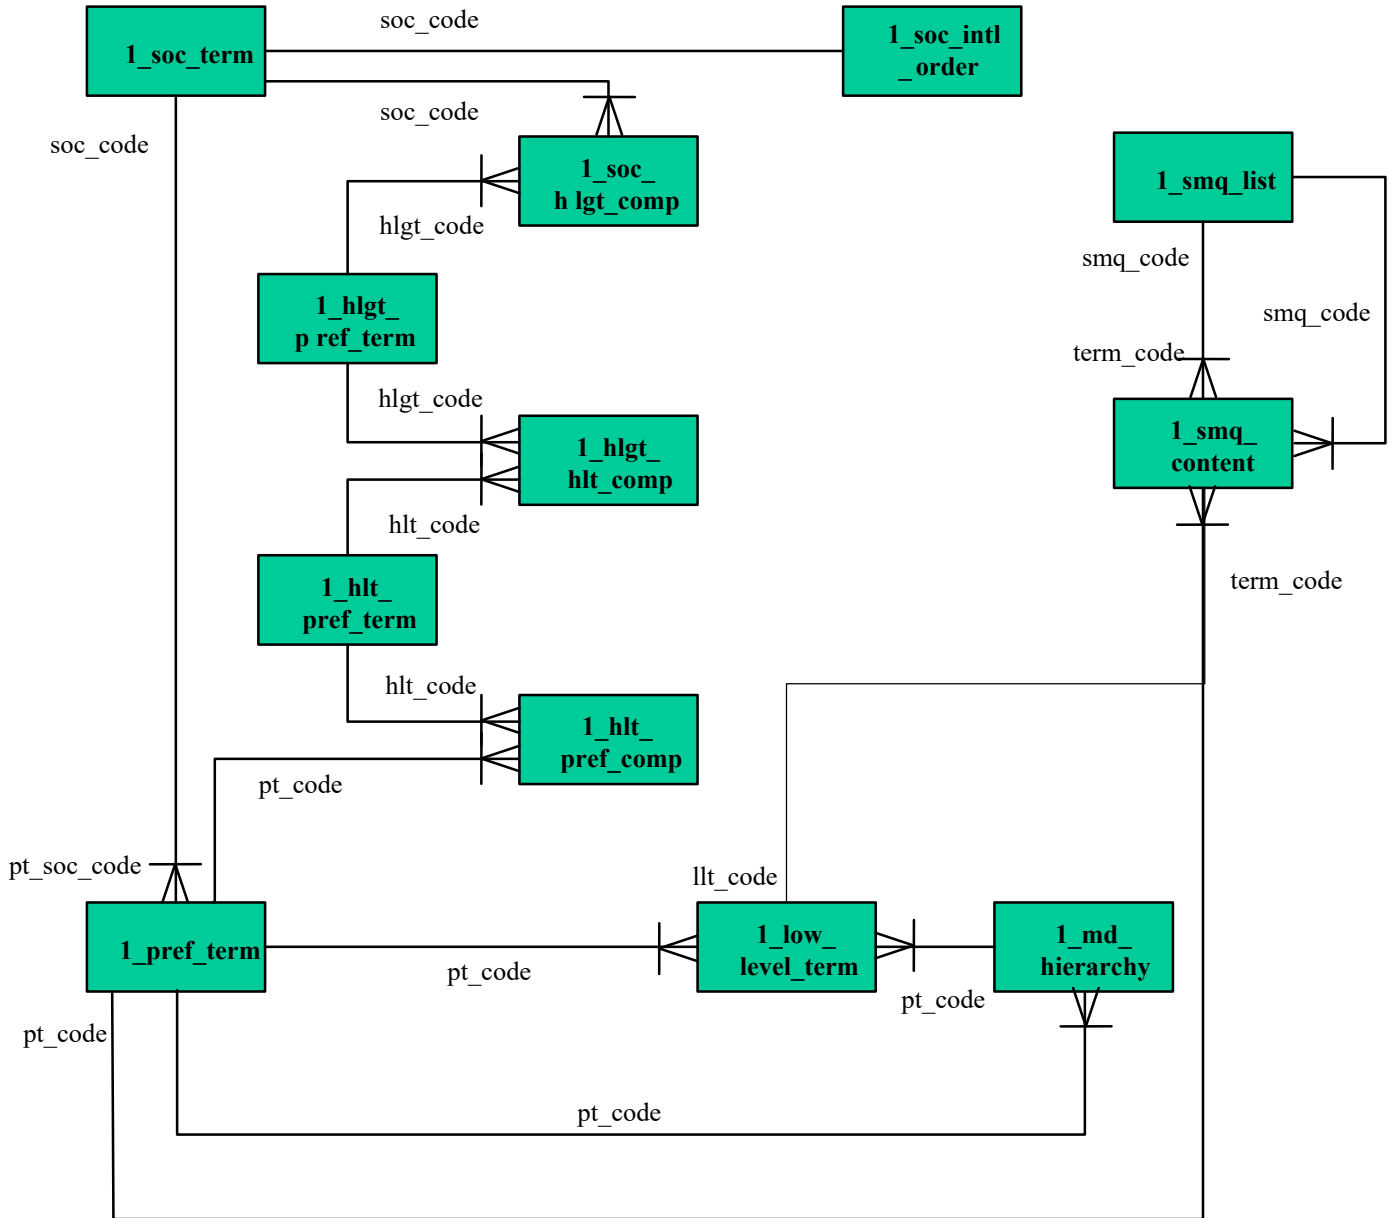 soc_code
1_soc_term
1_soc_intl
_order
soc_code
soc_code
1_soc_
h lgt_comp
1_smq_list
hlgt_code
smq_code
1_hlgt_
p ref_term
smq_code
term_code
hlgt_code
1_hlgt_
hlt_comp
1_smq_
content
hlt_code
1_hlt_
pref_term
term_code
hlt_code
1_hlt_
pref_comp
pt_code
pt_soc_code
llt_code
1_pref_term
1_low_
level_term
1_md_
hierarchy
pt_code
pt_code
pt_code
pt_code